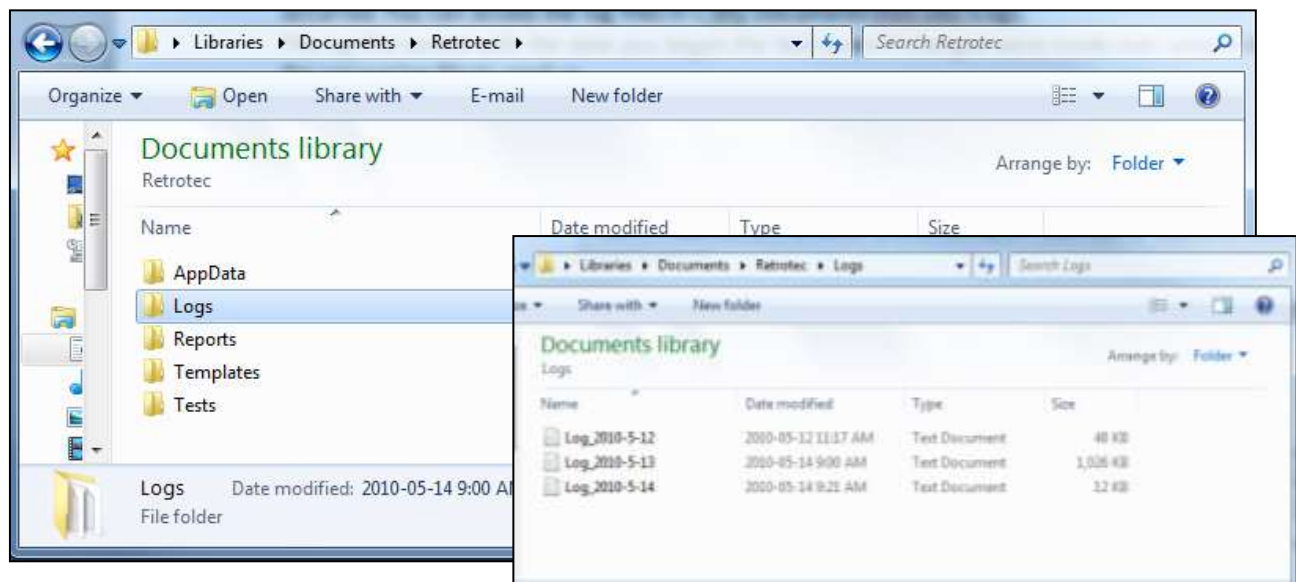 Libraries ▸ Documents ▸ Retrotec ▸
Search Retrotec
Organize ▾ Open Share with ▾ E-mail New folder
Documents library
Retrotec
Arrange by: Folder ▾
Name Date modified Type Size
AppData
Logs
Reports
Templates
Tests
Logs Date modified: 2010-05-14 9:00 AM
File folder
▸ Libraries ▸ Documents ▸ Retrotec ▸ Logs
Search Logs
Share with ▾ New folder
Documents library
Logs
Arrange by: Folder ▾
Name Date modified Type Size
Log_2010-5-12 2010-05-12 11:17 AM Text Document 48 KB
Log_2010-5-13 2010-05-14 9:00 AM Text Document 1,026 KB
Log_2010-5-14 2010-05-14 9:21 AM Text Document 12 KB